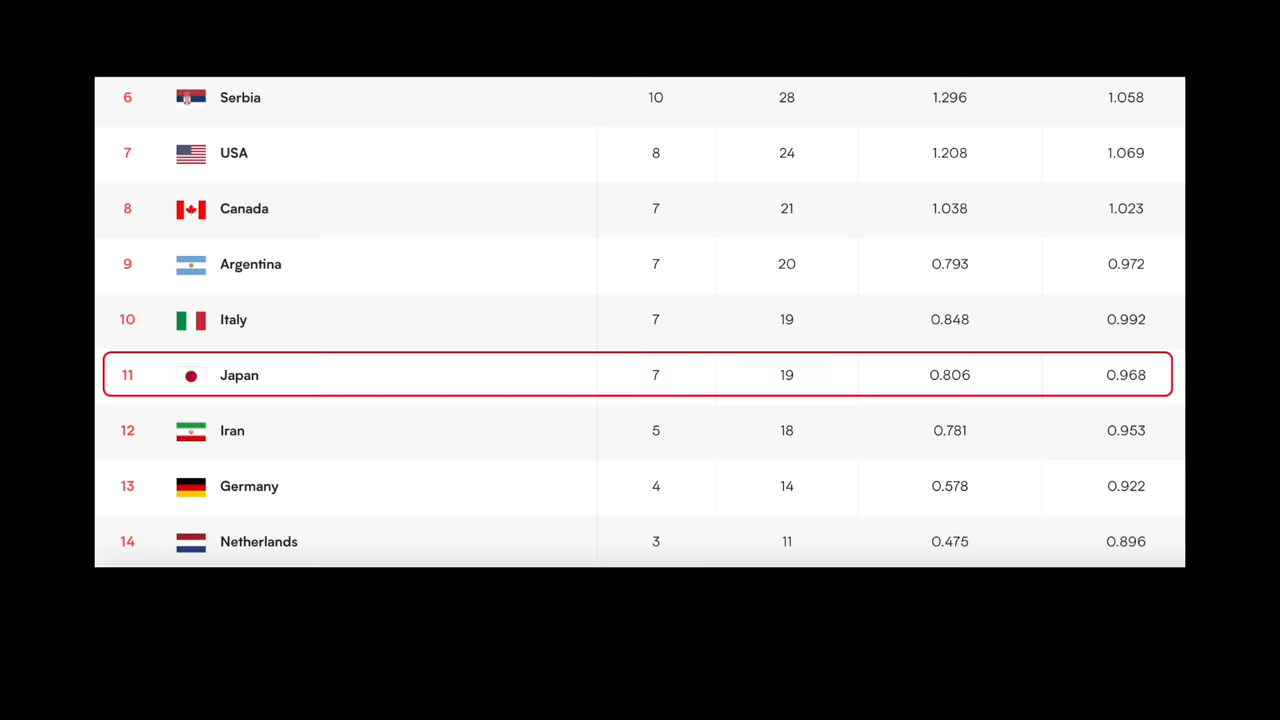 6 Serbia 10 28 1.296 1.058
7 USA 8 24 1.208 1.069
8 Canada 7 21 1.038 1.023
9 Argentina 7 20 0.793 0.972
10 Italy 7 19 0.848 0.992
11 Japan 7 19 0.806 0.968
12 Iran 5 18 0.781 0.953
13 Germany 4 14 0.578 0.922
14 Netherlands 3 11 0.475 0.896